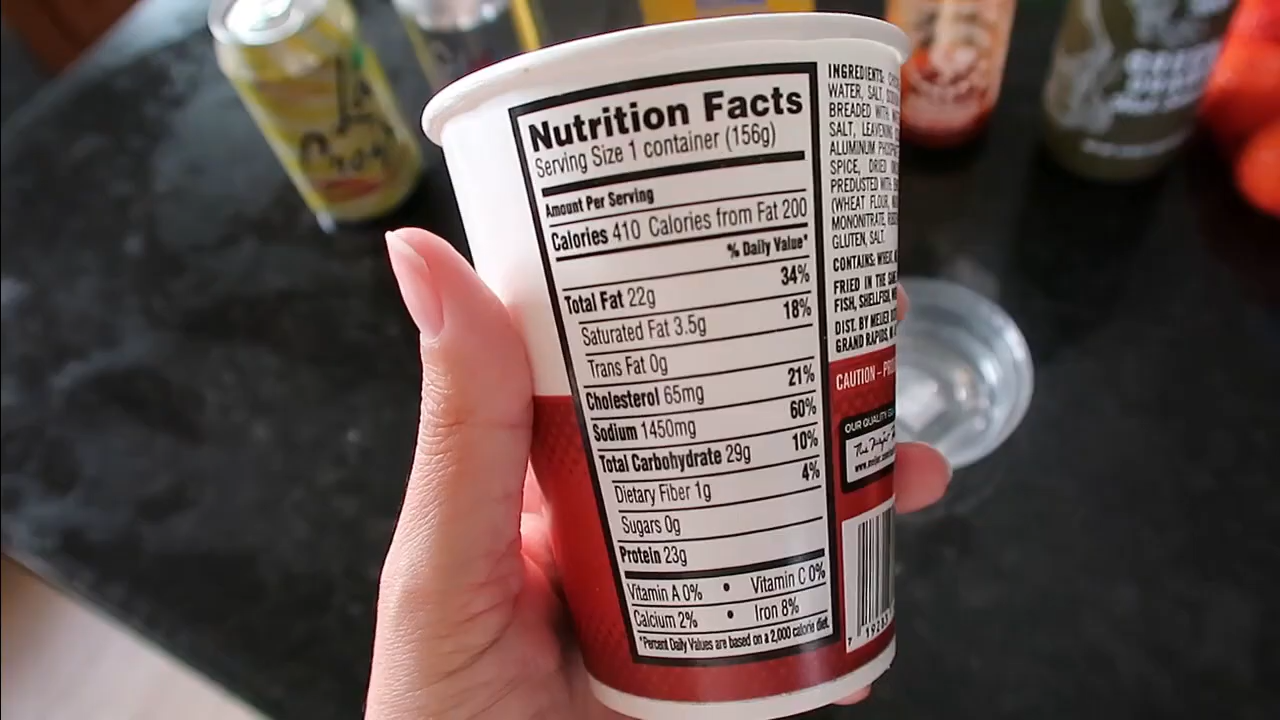 La
Croix
Nutrition Facts
Serving Size 1 container (156g)
Amount Per Serving
Calories 410 Calories from Fat 200
% Daily Value*
Total Fat 22g 34%
Saturated Fat 3.5g 18%
Trans Fat 0g
Cholesterol 65mg 21%
Sodium 1450mg 60%
Total Carbohydrate 29g 10%
Dietary Fiber 1g 4%
Sugars 0g
Protein 23g
Vitamin A 0% • Vitamin C 0%
Calcium 2% • Iron 8%
*Percent Daily Values are based on a 2,000 calorie diet.
INGREDIENTS:
WATER, SALT,
BREADED WITH
SALT, LEAVENING
ALUMINUM
SPICE, DRIED
PREDUSTED WITH:
(WHEAT FLOUR,
MONONITRATE,
GLUTEN, SALT.
CONTAINS: WHEAT,
FRIED IN THE
FISH, SHELLFISH,
DIST. BY MEIJER
GRAND RAPIDS,
CAUTION -
OUR QUALITY
7 19283